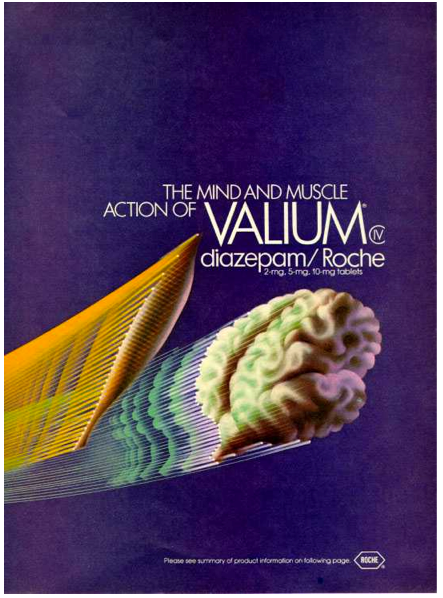 THE MIND AND MUSCLE
ACTION OF VALIUM® IV
diazepam/Roche
2-mg, 5-mg, 10-mg tablets
Please see summary of product information on following page. ROCHE